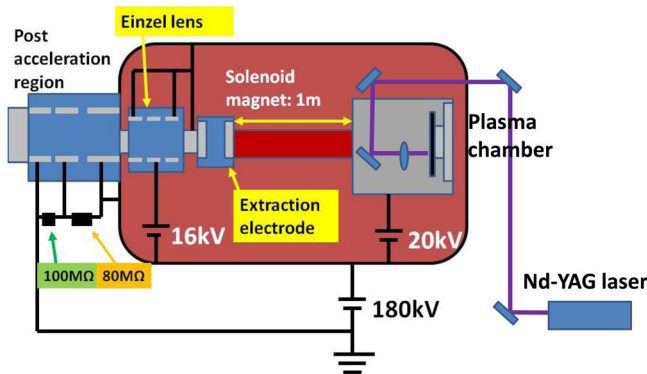 Einzel lens
Post
acceleration
region
Solenoid
magnet: 1m
Plasma
chamber
Extraction
electrode
16kV
20kV
100MΩ
80MΩ
180kV
Nd-YAG laser